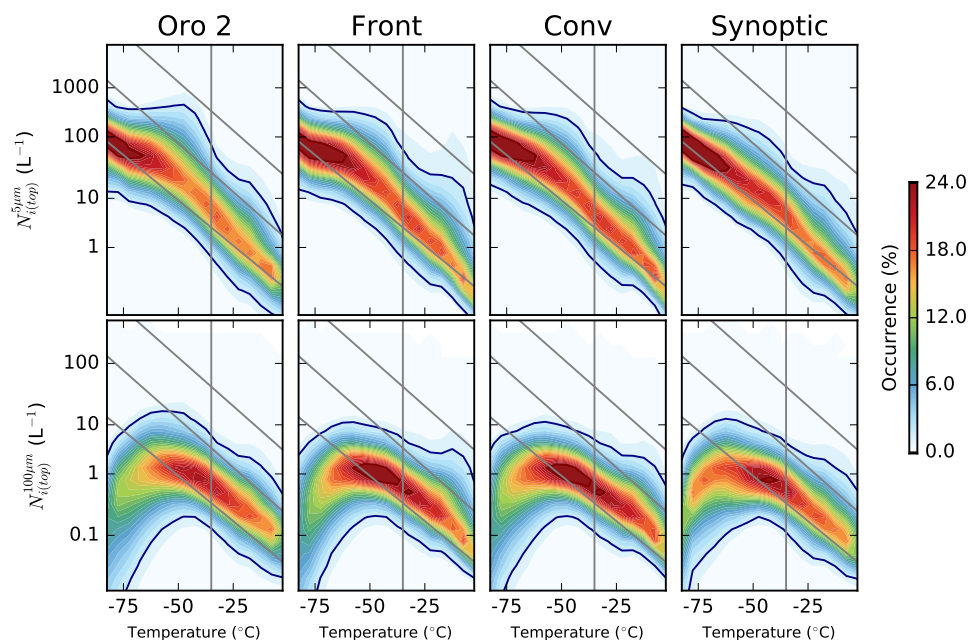 Oro 2 Front Conv Synoptic
N_{i(top)}^{5μm} (L^{-1})
1000
100
10
1
N_{i(top)}^{100μm} (L^{-1})
100
10
1
0.1
-75 -50 -25 -75 -50 -25 -75 -50 -25 -75 -50 -25
Temperature (°C) Temperature (°C) Temperature (°C) Temperature (°C)
Occurrence (%)
24.0
18.0
12.0
6.0
0.0